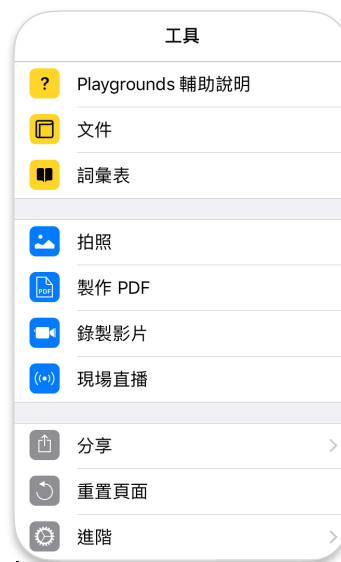 工具
? Playgrounds 輔助說明
文件
詞彙表
拍照
PDF 製作 PDF
錄製影片
現場直播
分享
重置頁面
進階